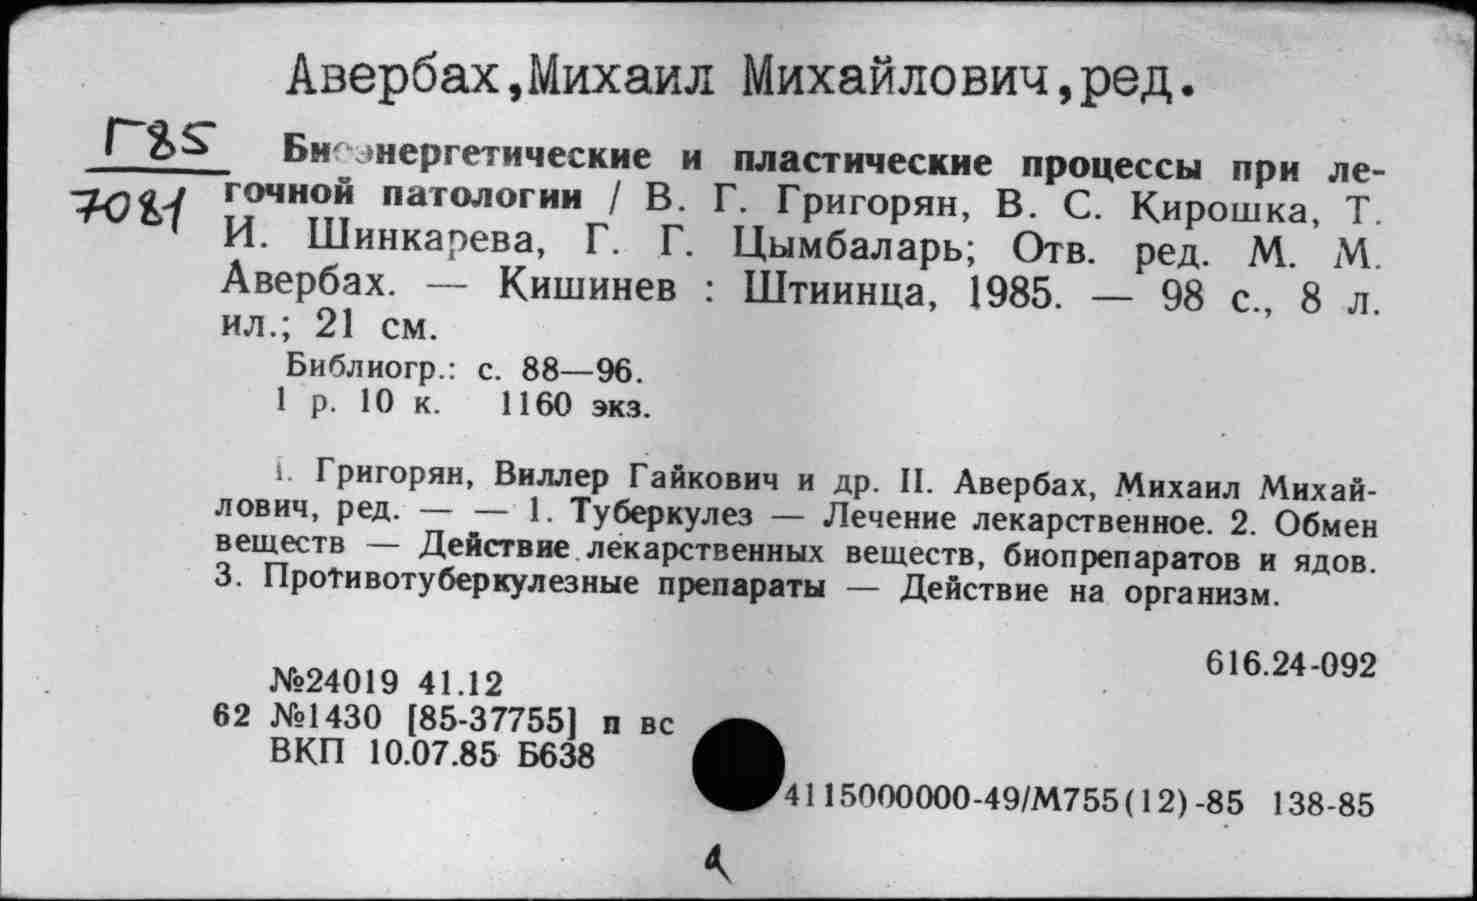 Авербах,Михаил Михайлович,ред.
Г85
7081
Биоэнергетические и пластические процессы при ле-
гочной патологии / В. Г. Григорян, В. С. Кирошка, Т.
И. Шинкарева, Г. Г. Цымбаларь; Отв. ред. М. М.
Авербах. — Кишинев : Штиинца, 1985. — 98 с., 8 л.
ил.; 21 см.
Библиогр.: с. 88—96.
1 р. 10 к. 1160 экз.
I. Григорян, Виллер Гайкович и др. II. Авербах, Михаил Михай-
лович, ред. — — 1. Туберкулез — Лечение лекарственное. 2. Обмен
веществ — Действие лекарственных веществ, биопрепаратов и ядов.
3. Противотуберкулезные препараты — Действие на организм.
616.24-092
№24019 41.12
62 №1430 [85-37755] п вс
ВКП 10.07.85 Б638
4115000000-49/М755(12)-85 138-85